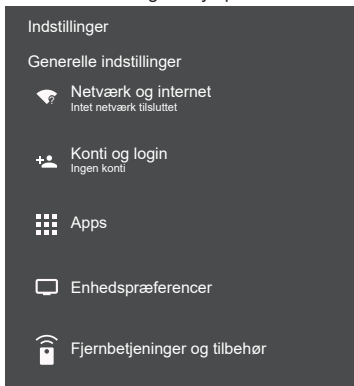 Indstillinger
Generelle indstillinger
Netværk og internet
Intet netværk tilsluttet
Konti og login
Ingen konti
Apps
Enhedspræferencer
Fjernbetjeninger og tilbehør